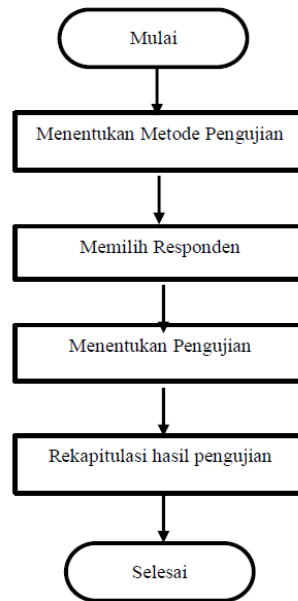 Mulai
Menentukan Metode Pengujian
Memilih Responden
Menentukan Pengujian
Rekapitulasi hasil pengujian
Selesai